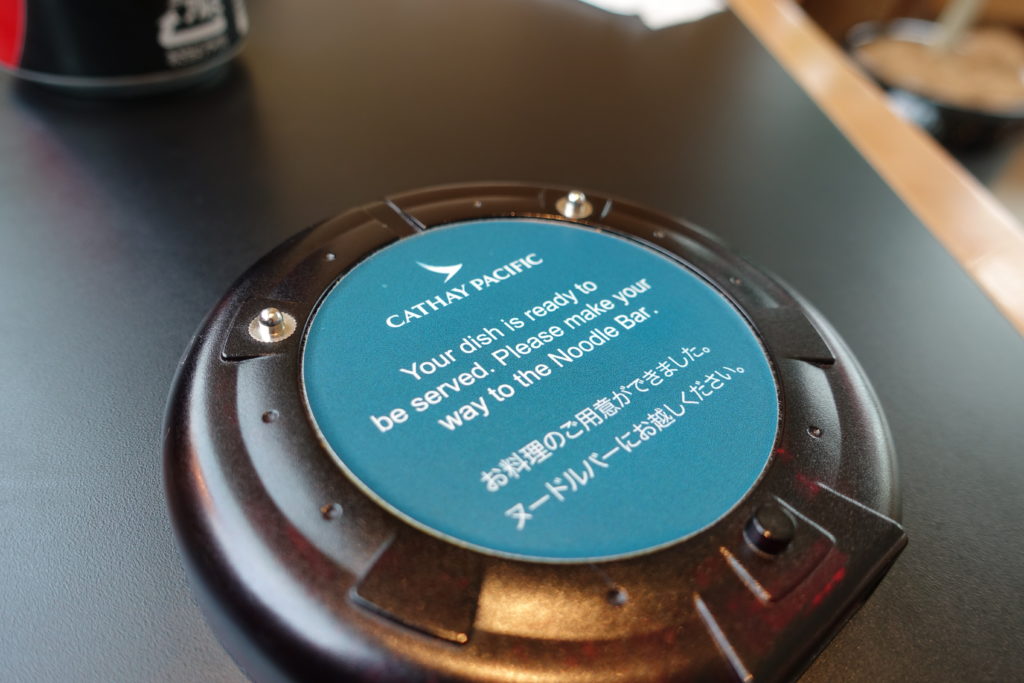 CATHAY PACIFIC
Your dish is ready to
be served. Please make your
way to the Noodle Bar.
お料理のご用意ができました。
ヌードルバーにお越しください。